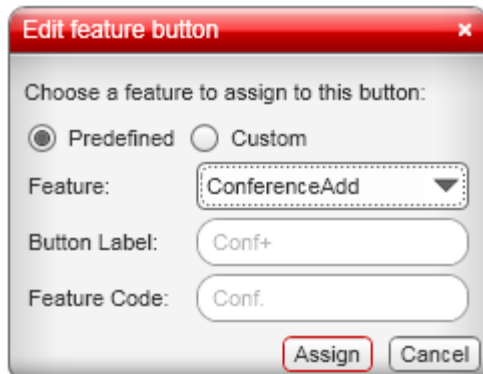 Edit feature button ×
Choose a feature to assign to this button:
Predefined Custom
Feature: ConferenceAdd
Button Label: Conf+
Feature Code: Conf.
Assign Cancel